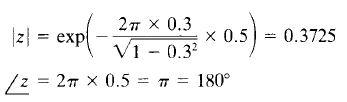 |z| = exp(− 2π × 0.3 / √1 − 0.3² × 0.5) = 0.3725
∠z = 2π × 0.5 = π = 180°